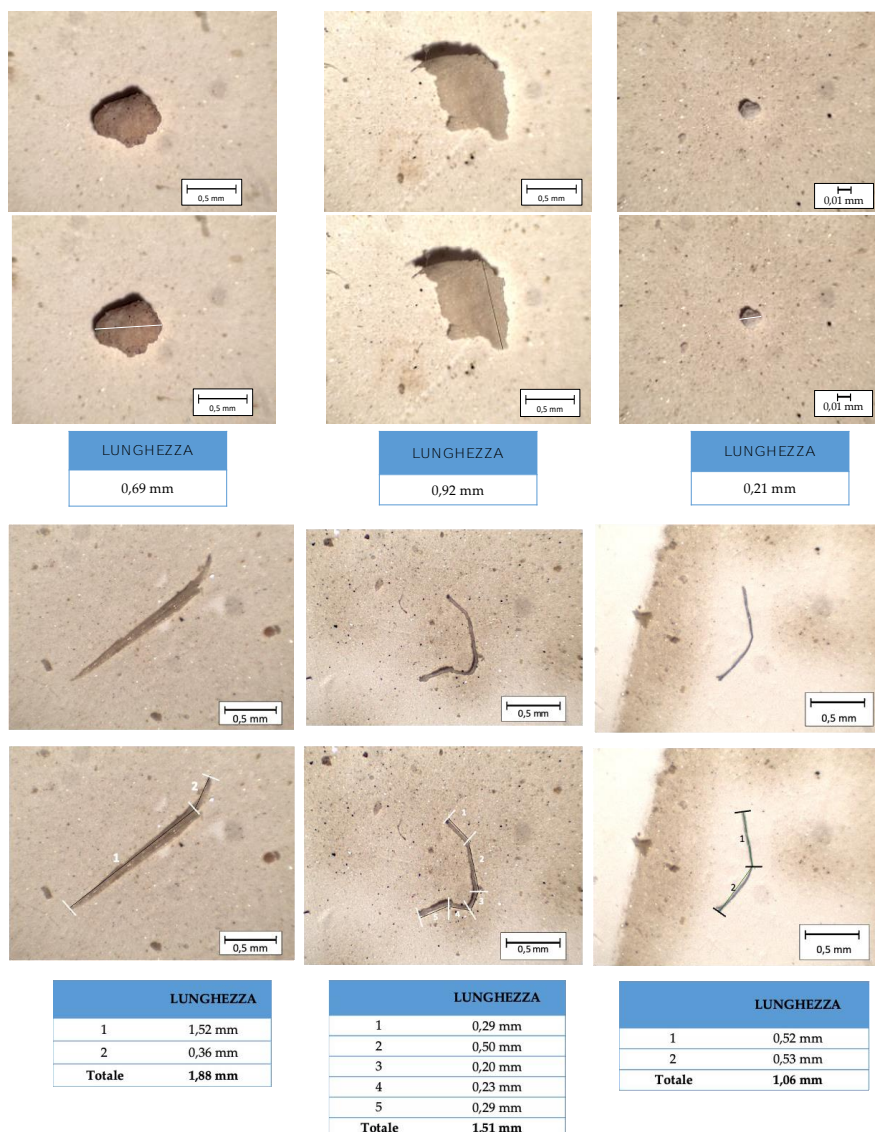 0,5 mm
0,5 mm
0,01 mm
0,5 mm
0,5 mm
0,01 mm
LUNGHEZZA
0,69 mm
LUNGHEZZA
0,92 mm
LUNGHEZZA
0,21 mm
0,5 mm
0,5 mm
0,5 mm
2
1
0,5 mm
1
2
3
4
5
0,5 mm
1
2
0,5 mm
LUNGHEZZA
1 1,52 mm
2 0,36 mm
Totale 1,88 mm
LUNGHEZZA
1 0,29 mm
2 0,50 mm
3 0,20 mm
4 0,23 mm
5 0,29 mm
Totale 1,51 mm
LUNGHEZZA
1 0,52 mm
2 0,53 mm
Totale 1,06 mm